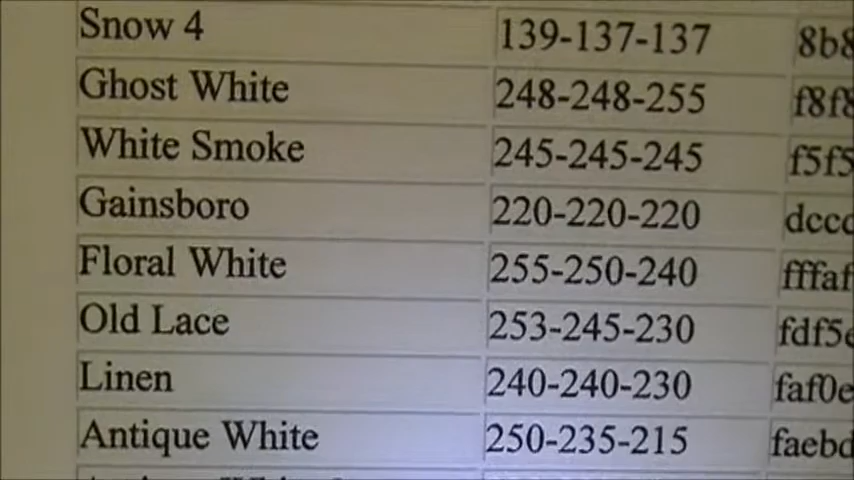 Snow 4 139-137-137 8b8
Ghost White 248-248-255 f8f8
White Smoke 245-245-245 f5f5
Gainsboro 220-220-220 dcdc
Floral White 255-250-240 fffaf
Old Lace 253-245-230 fdf5e
Linen 240-240-230 faf0e
Antique White 250-235-215 faebd